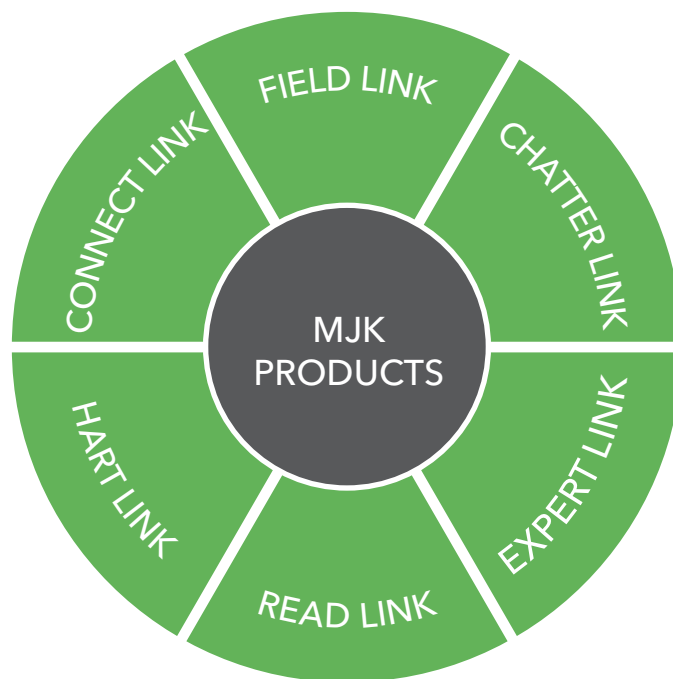 FIELD LINK
CHATTER LINK
EXPERT LINK
READ LINK
HART LINK
CONNECT LINK
MJK
PRODUCTS